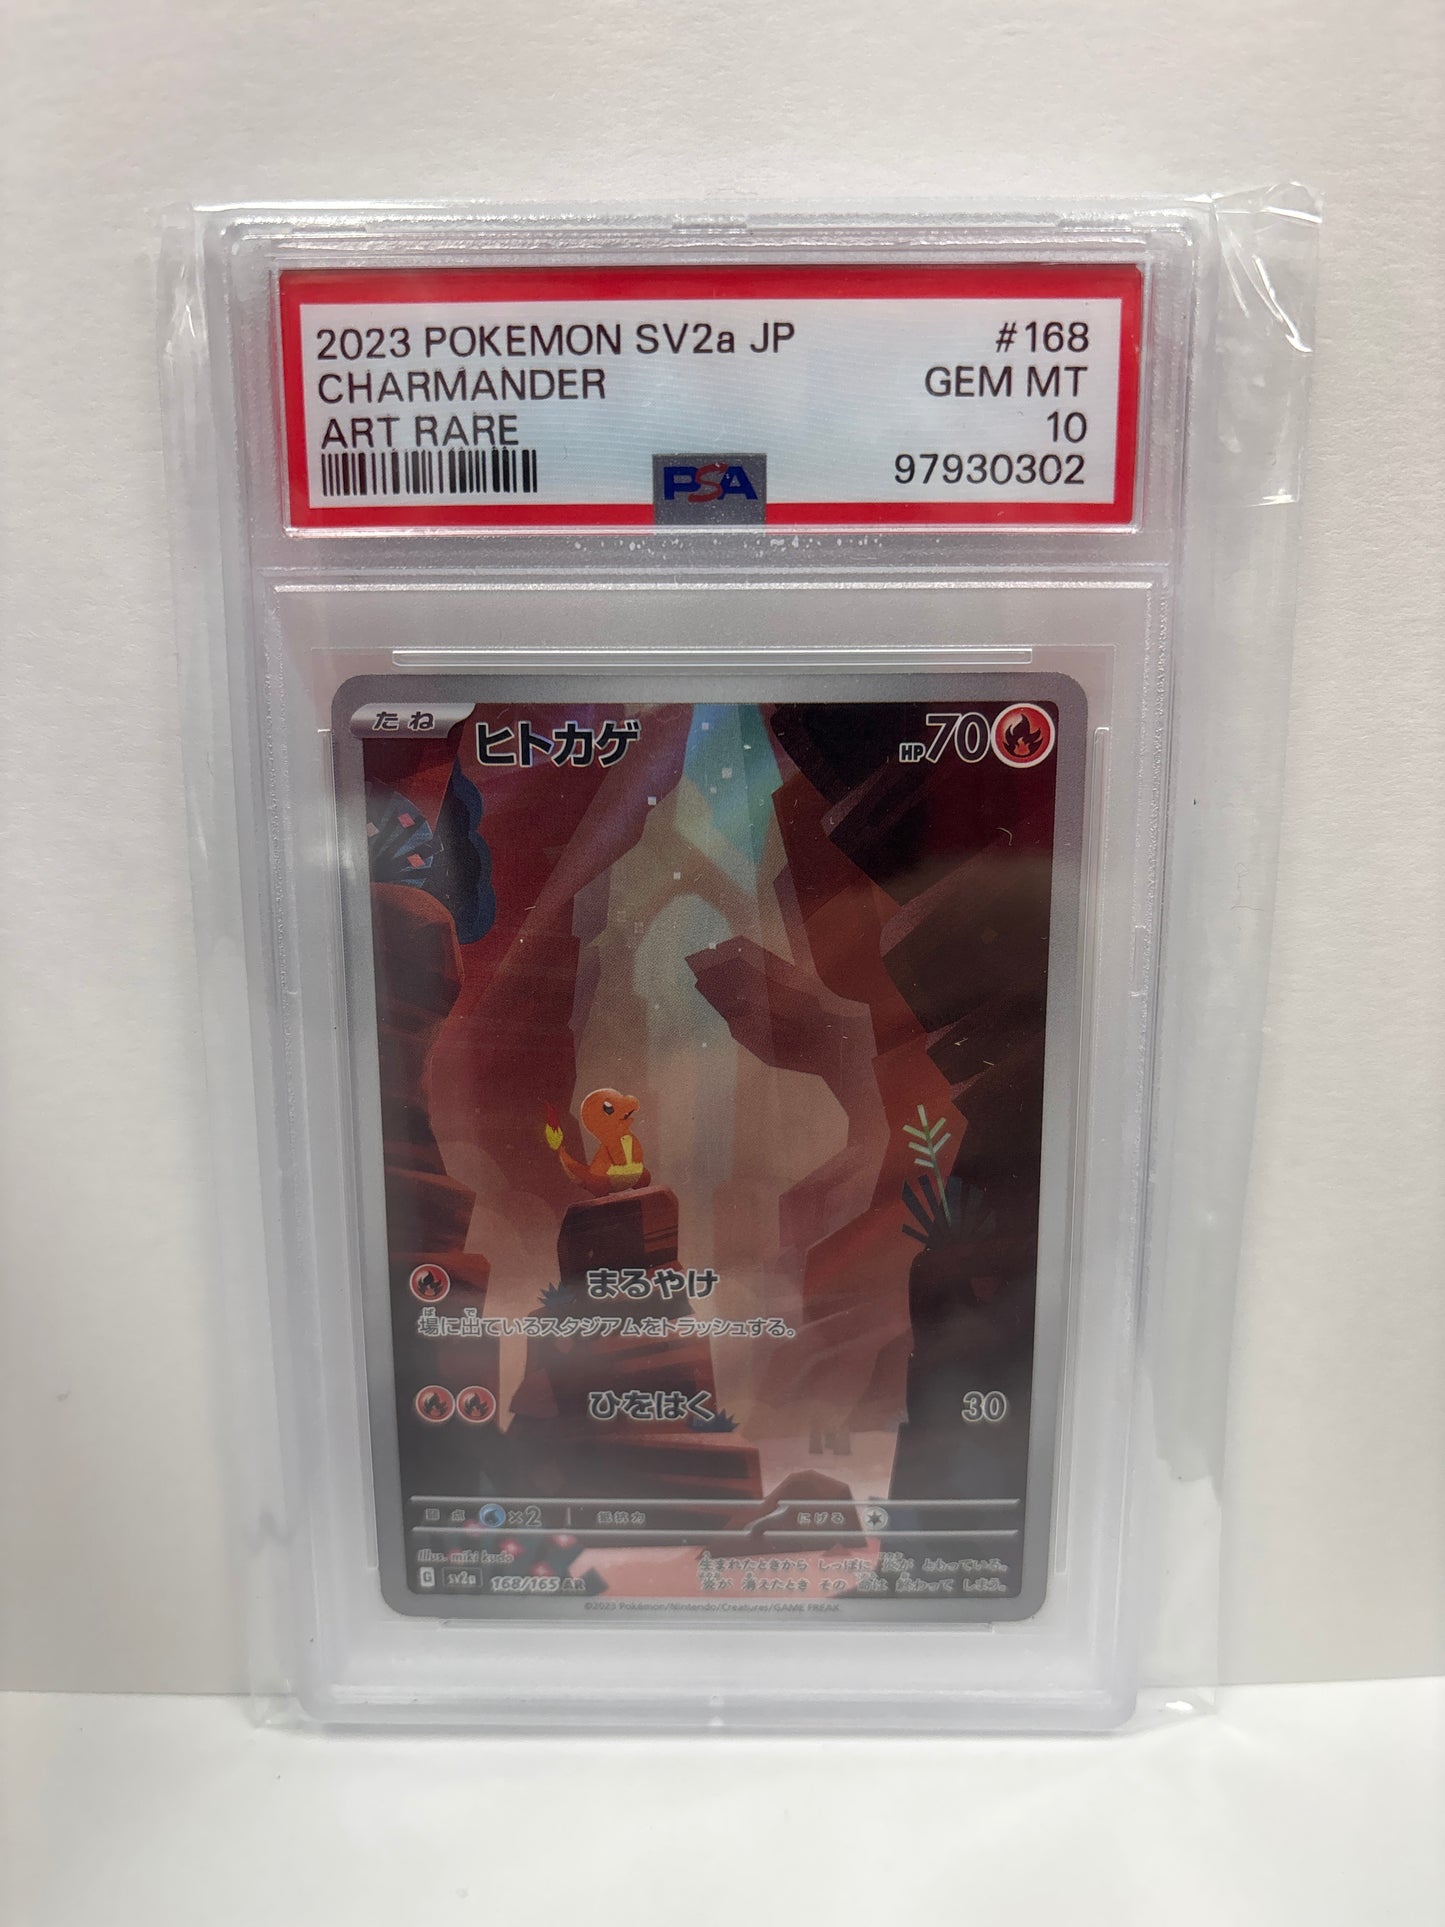 2023 POKEMON SV2a JP #168
CHARMANDER GEM MT
ART RARE 10
97930302
PSA
たね ヒトカゲ HP70
まるやけ
場に出ているスタジアムをトラッシュする。
ひをはく 30
弱点 ×2 抵抗力 にげる
Illus. miki kudo
G sv2a 168/165 AR
生まれたときから しっぽに 炎が ともっている。
炎が 消えたとき その 命は 終わって しまう。
©2023 Pokémon/Nintendo/Creatures/GAME FREAK.